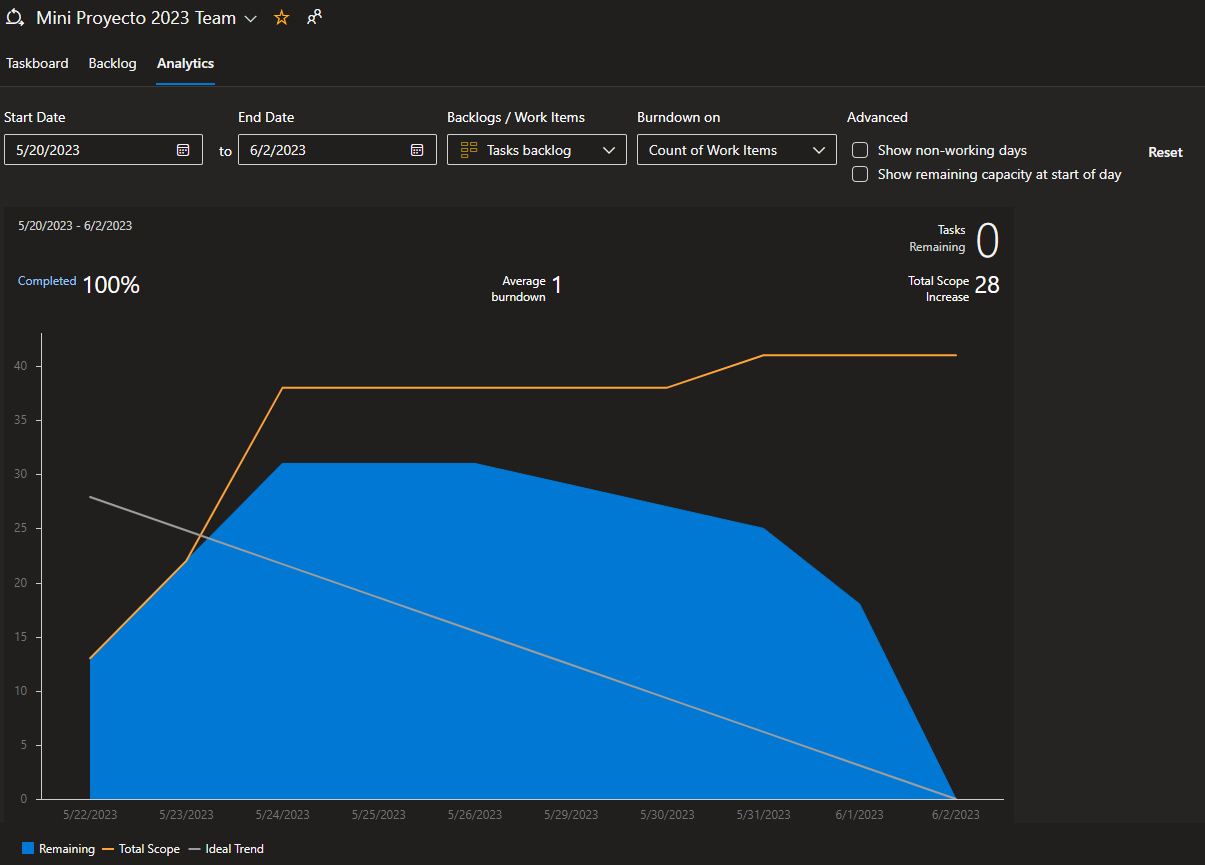 Mini Proyecto 2023 Team
Taskboard Backlog Analytics
Start Date End Date Backlogs / Work Items Burndown on Advanced
5/20/2023 to 6/2/2023 Tasks backlog Count of Work Items Show non-working days
Show remaining capacity at start of day
Reset
5/20/2023 - 6/2/2023
Tasks
Remaining 0
Completed 100%
Average
burndown 1
Total Scope
Increase 28
40
35
30
25
20
15
10
5
0
5/22/2023 5/23/2023 5/24/2023 5/25/2023 5/26/2023 5/29/2023 5/30/2023 5/31/2023 6/1/2023 6/2/2023
Remaining Total Scope Ideal Trend